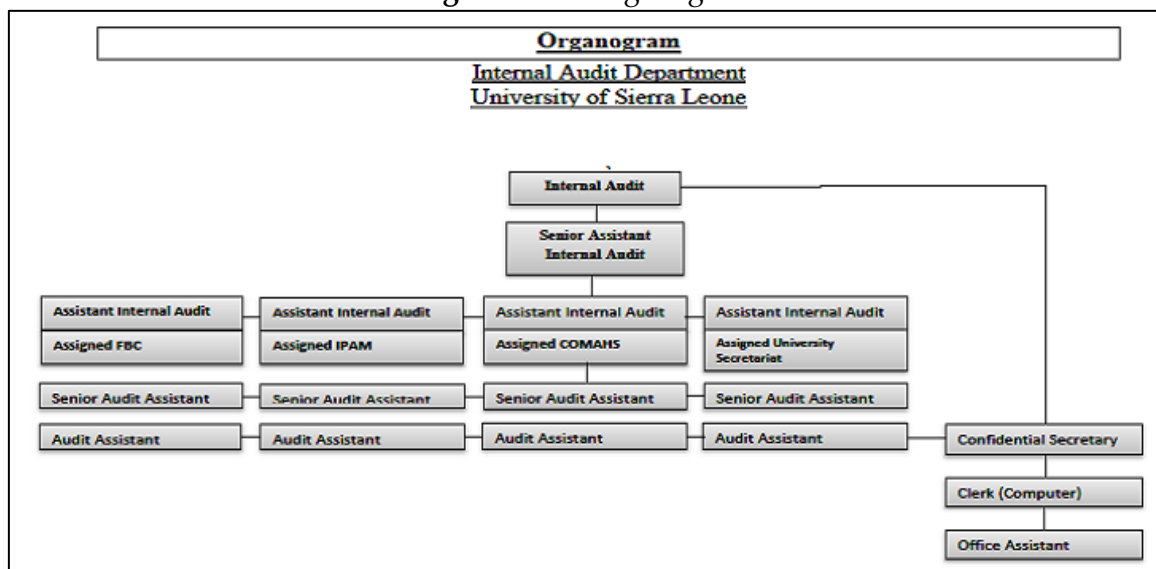 Organogram
Internal Audit Department
University of Sierra Leone
Internal Audit
Senior Assistant
Internal Audit
Assistant Internal Audit
Assistant Internal Audit
Assistant Internal Audit
Assistant Internal Audit
Assigned FBC
Assigned IPAM
Assigned COMAHS
Assigned University
Secretariat
Senior Audit Assistant
Senior Audit Assistant
Senior Audit Assistant
Senior Audit Assistant
Audit Assistant
Audit Assistant
Audit Assistant
Audit Assistant
Confidential Secretary
Clerk (Computer)
Office Assistant